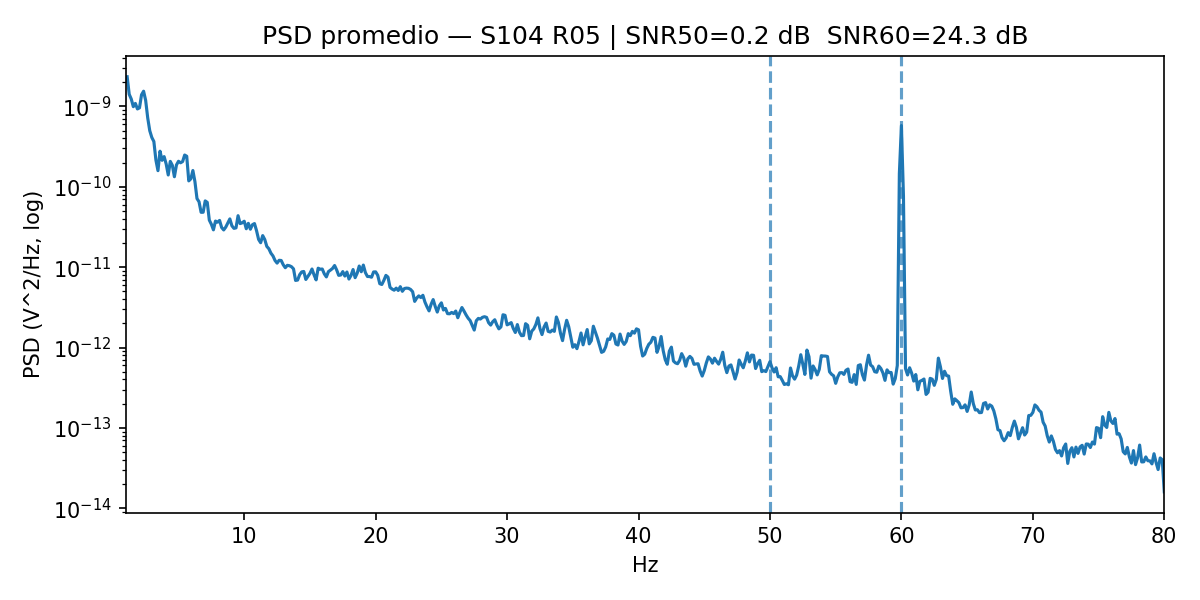 PSD promedio — S104 R05 | SNR50=0.2 dB  SNR60=24.3 dB
PSD (V^2/Hz, log)
10⁻⁹
10⁻¹⁰
10⁻¹¹
10⁻¹²
10⁻¹³
10⁻¹⁴
10 20 30 40 50 60 70 80
Hz